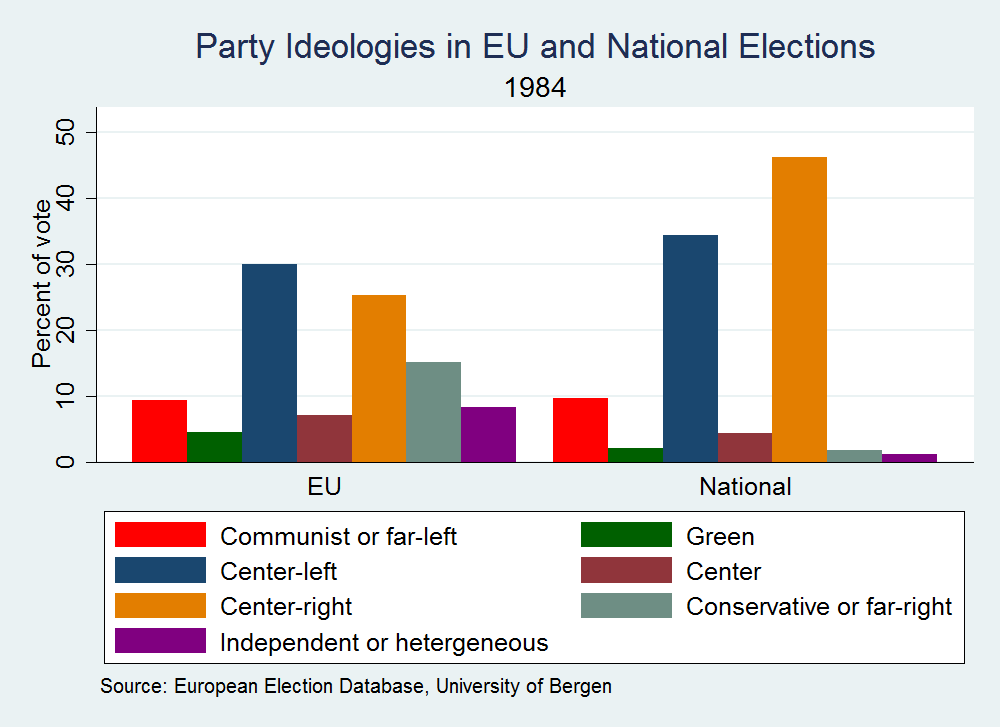 Party Ideologies in EU and National Elections
1984
Percent of vote
50
40
30
20
10
0
EU National
Communist or far-left Green
Center-left Center
Center-right Conservative or far-right
Independent or hetergeneous
Source: European Election Database, University of Bergen